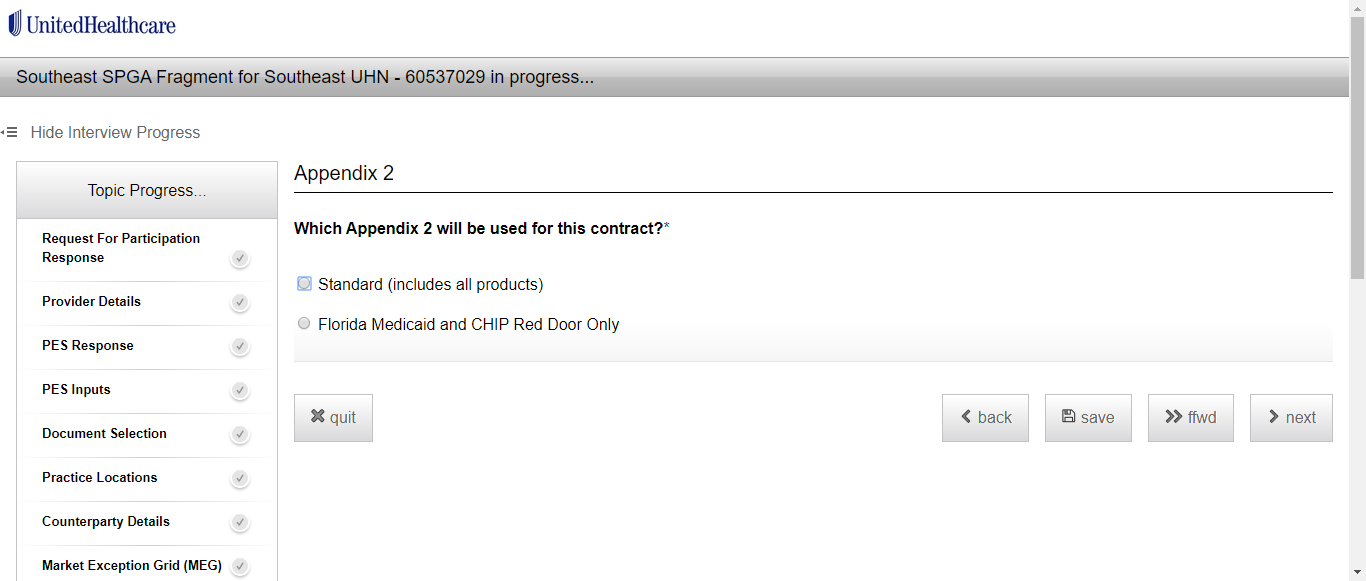 UnitedHealthcare
Southeast SPGA Fragment for Southeast UHN - 60537029 in progress...
Hide Interview Progress
Topic Progress...
Request For Participation
Response
Provider Details
PES Response
PES Inputs
Document Selection
Practice Locations
Counterparty Details
Market Exception Grid (MEG)
Appendix 2
Which Appendix 2 will be used for this contract?*
Standard (includes all products)
Florida Medicaid and CHIP Red Door Only
quit
back
save
ffwd
next